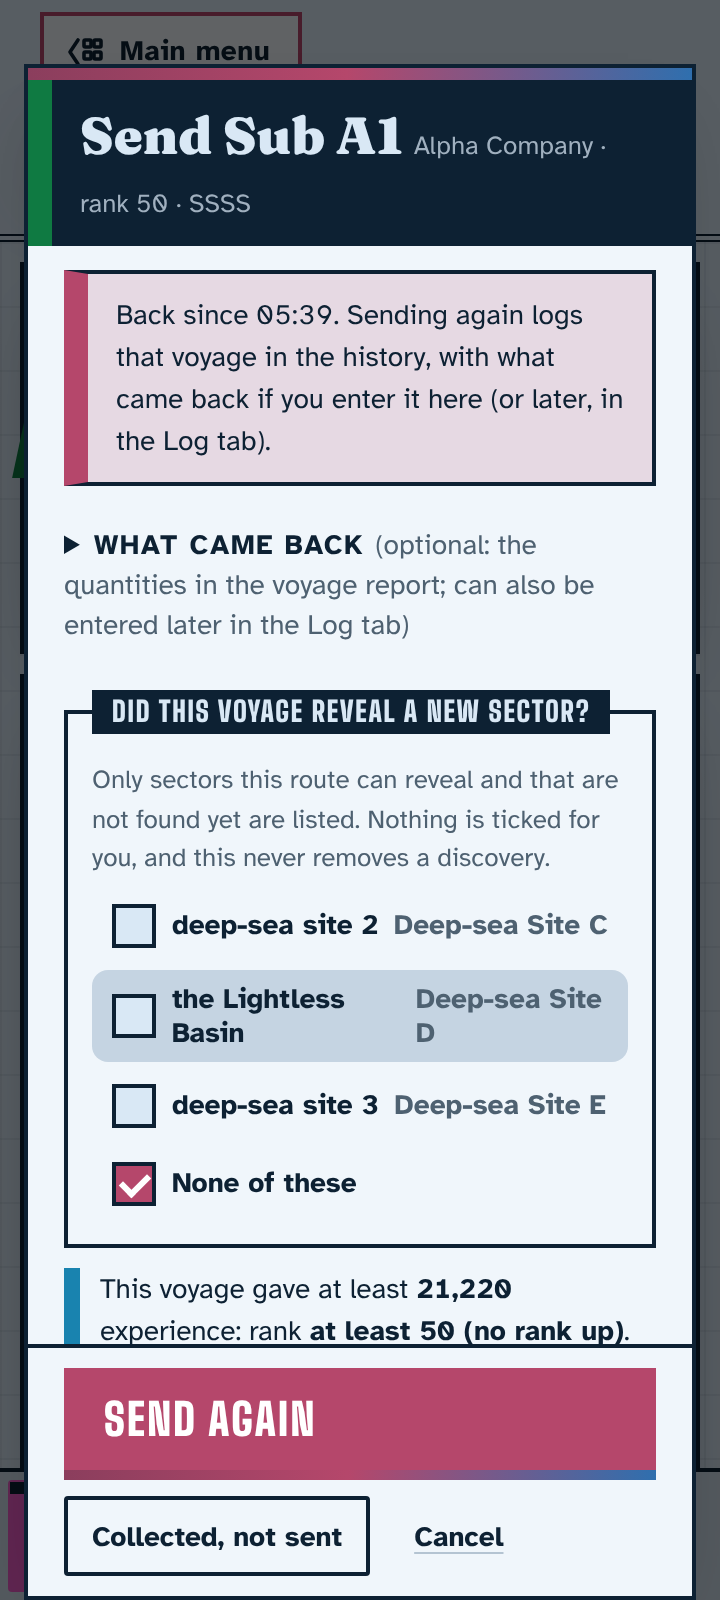 Main menu
Send Sub A1 Alpha Company ·
rank 50 · SSSS
Back since 05:39. Sending again logs
that voyage in the history, with what
came back if you enter it here (or later, in
the Log tab).
WHAT CAME BACK (optional: the
quantities in the voyage report; can also be
entered later in the Log tab)
DID THIS VOYAGE REVEAL A NEW SECTOR?
Only sectors this route can reveal and that are
not found yet are listed. Nothing is ticked for
you, and this never removes a discovery.
deep-sea site 2 Deep-sea Site C
the Lightless Deep-sea Site
Basin D
deep-sea site 3 Deep-sea Site E
None of these
This voyage gave at least 21,220
experience: rank at least 50 (no rank up).
SEND AGAIN
Collected, not sent Cancel